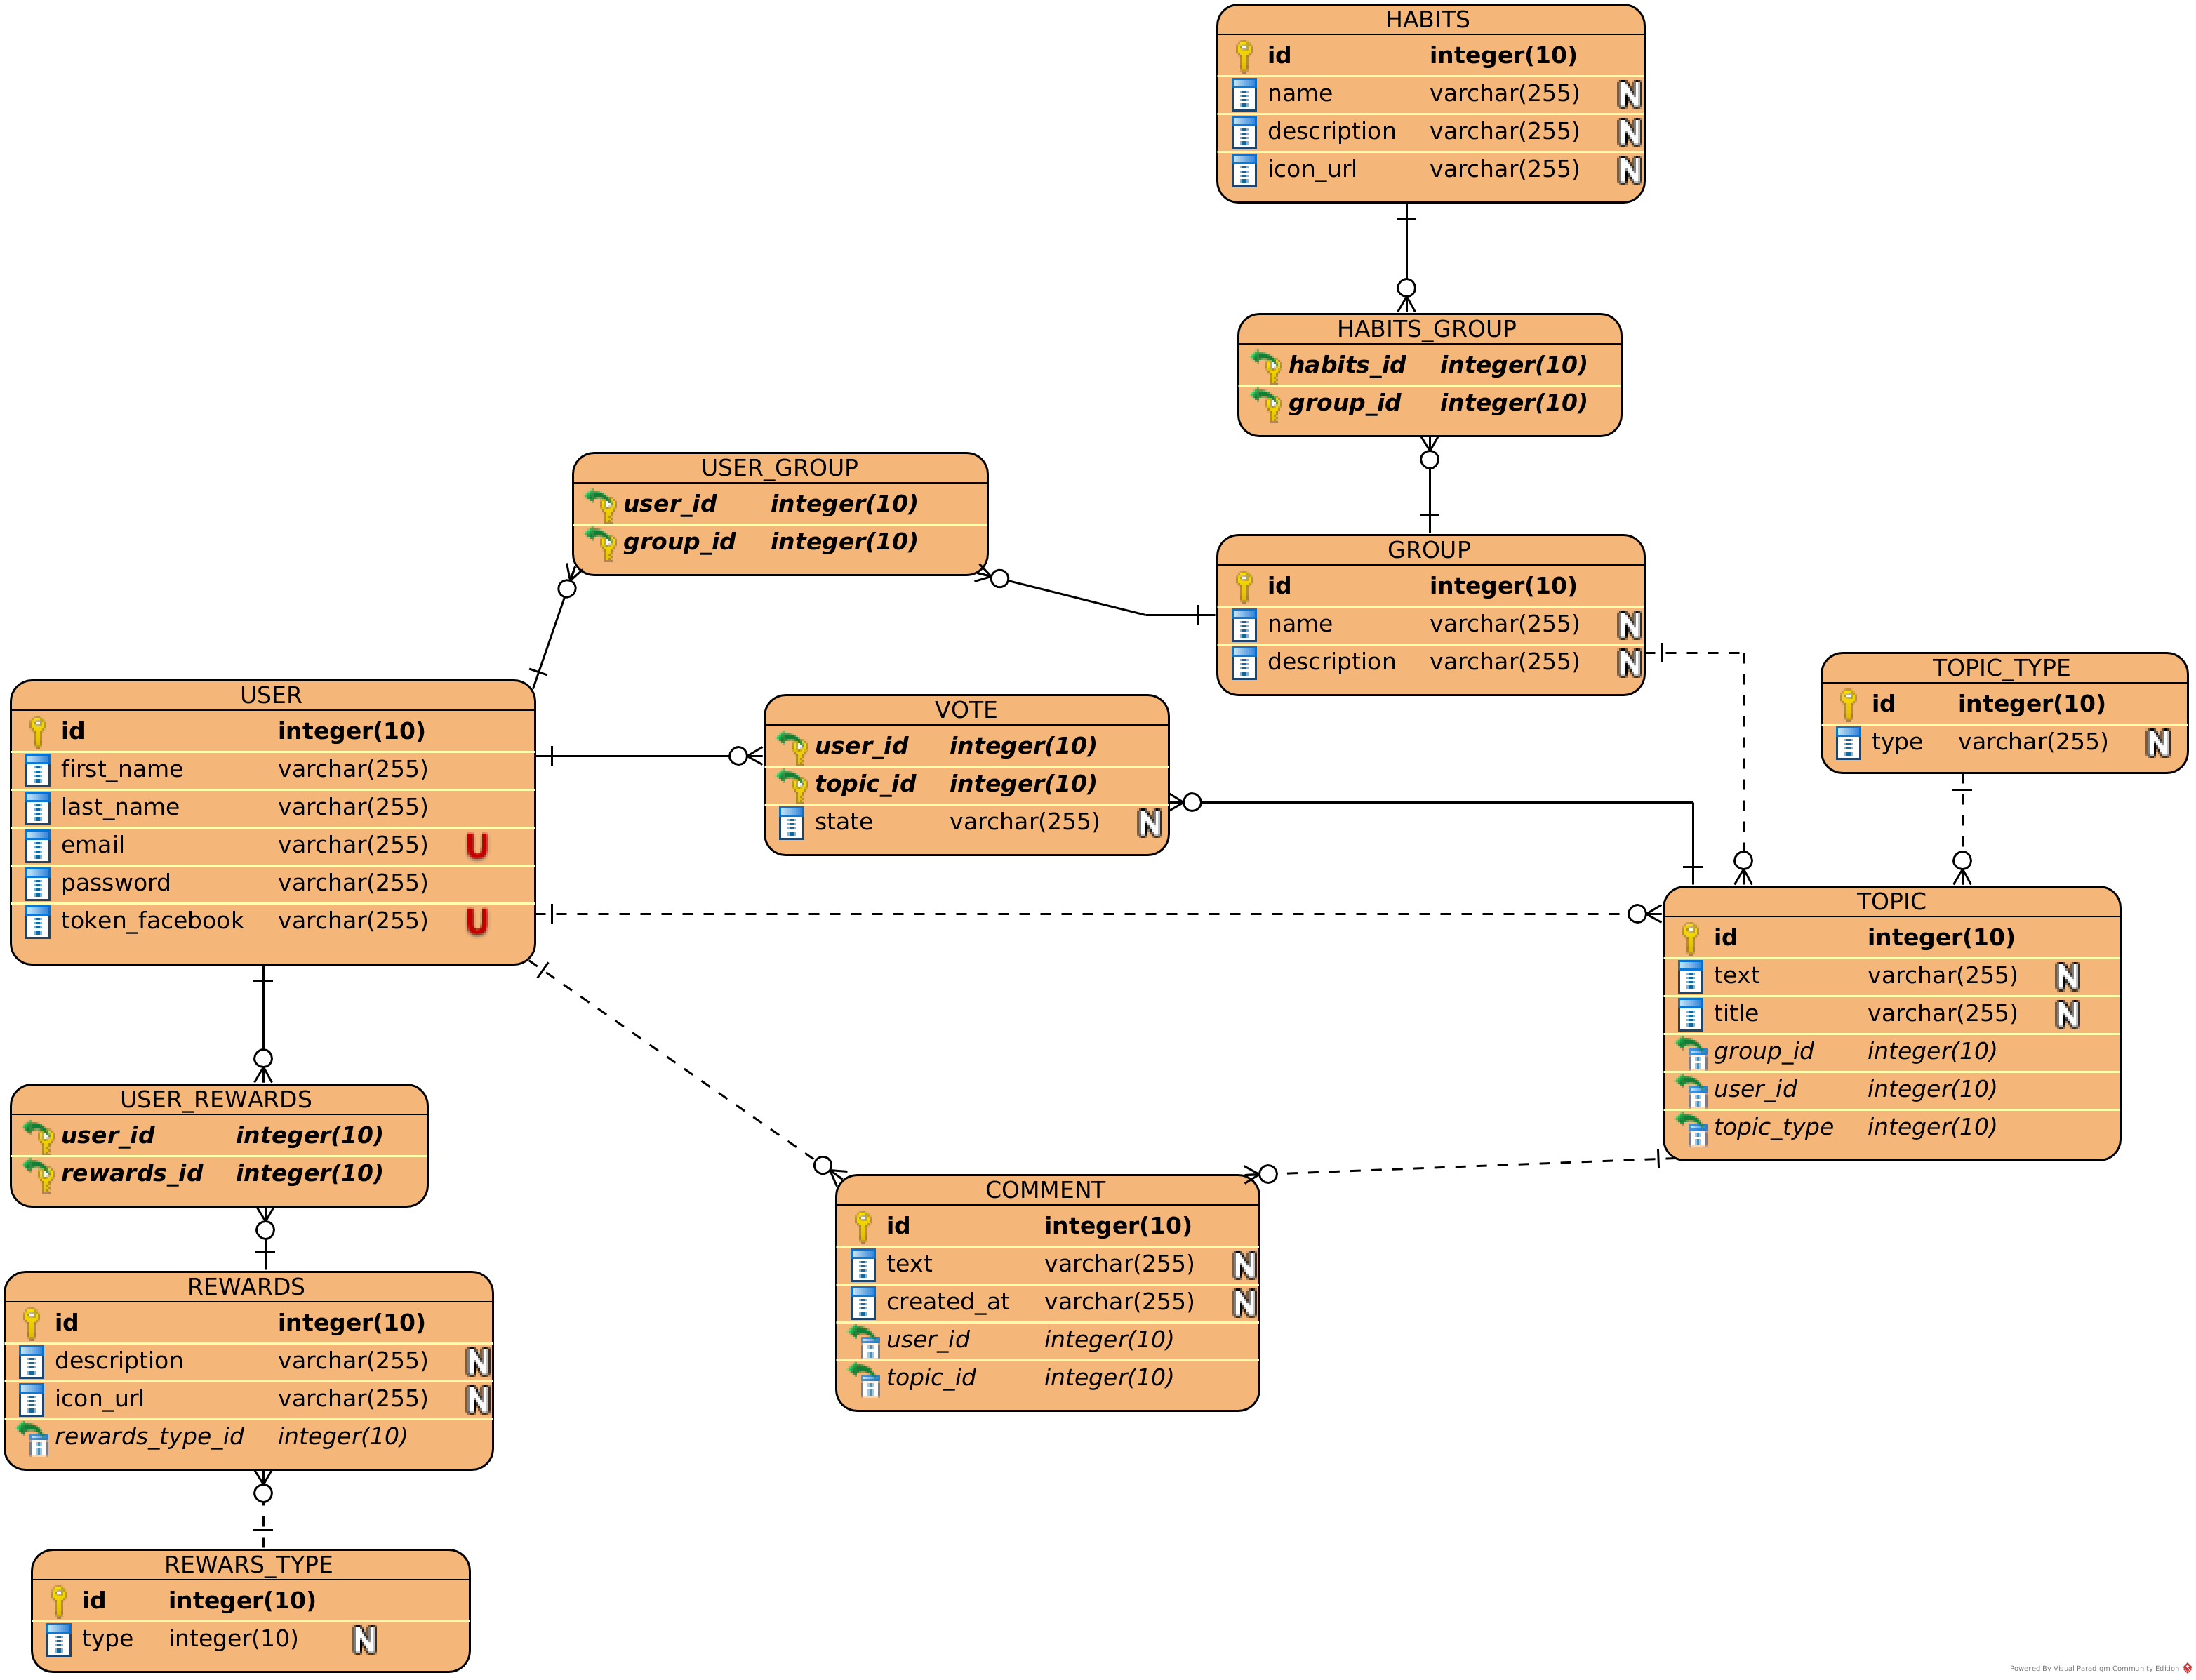 HABITS
id integer(10)
name varchar(255) N
description varchar(255) N
icon_url varchar(255) N
HABITS_GROUP
habits_id integer(10)
group_id integer(10)
USER_GROUP
user_id integer(10)
group_id integer(10)
GROUP
id integer(10)
name varchar(255) N
description varchar(255) N
TOPIC_TYPE
id integer(10)
type varchar(255) N
USER
id integer(10)
first_name varchar(255)
last_name varchar(255)
email varchar(255) U
password varchar(255)
token_facebook varchar(255) U
VOTE
user_id integer(10)
topic_id integer(10)
state varchar(255) N
TOPIC
id integer(10)
text varchar(255) N
title varchar(255) N
group_id integer(10)
user_id integer(10)
topic_type integer(10)
USER_REWARDS
user_id integer(10)
rewards_id integer(10)
COMMENT
id integer(10)
text varchar(255) N
created_at varchar(255) N
user_id integer(10)
topic_id integer(10)
REWARDS
id integer(10)
description varchar(255) N
icon_url varchar(255) N
rewards_type_id integer(10)
REWARS_TYPE
id integer(10)
type integer(10) N
Powered By Visual Paradigm Community Edition